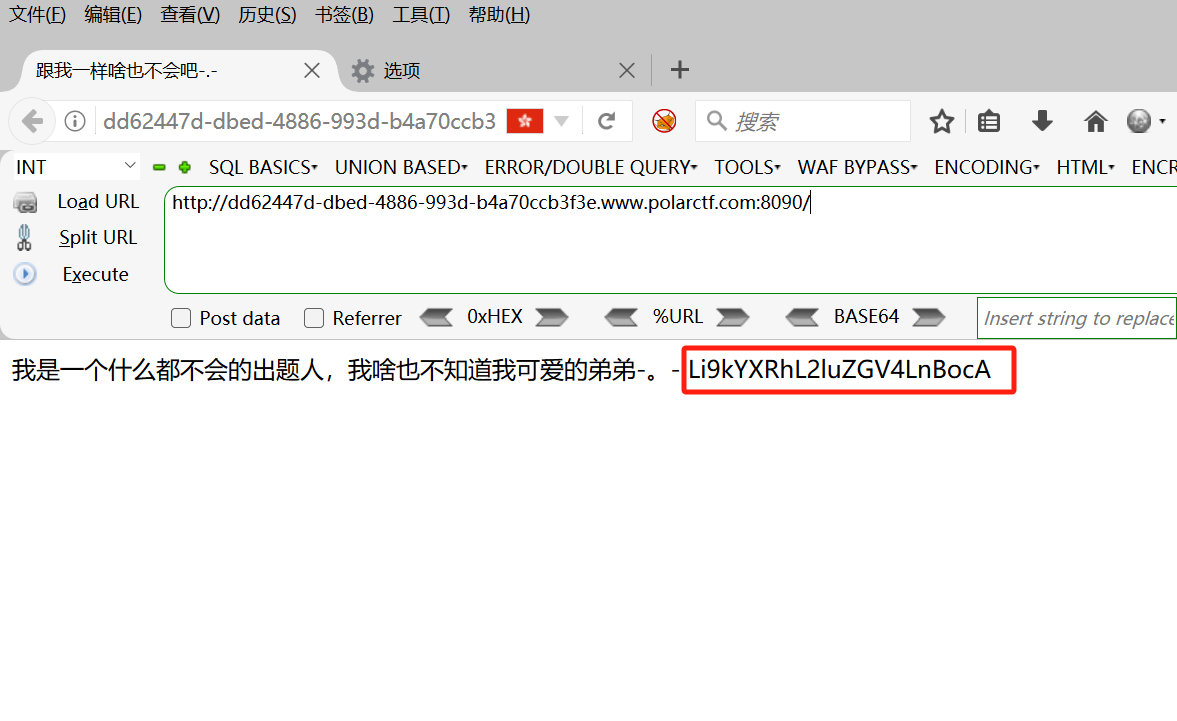 文件(F) 编辑(E) 查看(V) 历史(S) 书签(B) 工具(T) 帮助(H)
跟我一样啥也不会吧-.- 选项
dd62447d-dbed-4886-993d-b4a70ccb3 搜索
INT SQL BASICS UNION BASED ERROR/DOUBLE QUERY TOOLS WAF BYPASS ENCODING HTML ENCR
Load URL http://dd62447d-dbed-4886-993d-b4a70ccb3f3e.www.polarctf.com:8090/
Split URL
Execute
Post data Referrer 0xHEX %URL BASE64 Insert string to replace
我是一个什么都不会的出题人，我啥也不知道我可爱的弟弟-。-Li9kYXRhL2luZGV4LnBocA